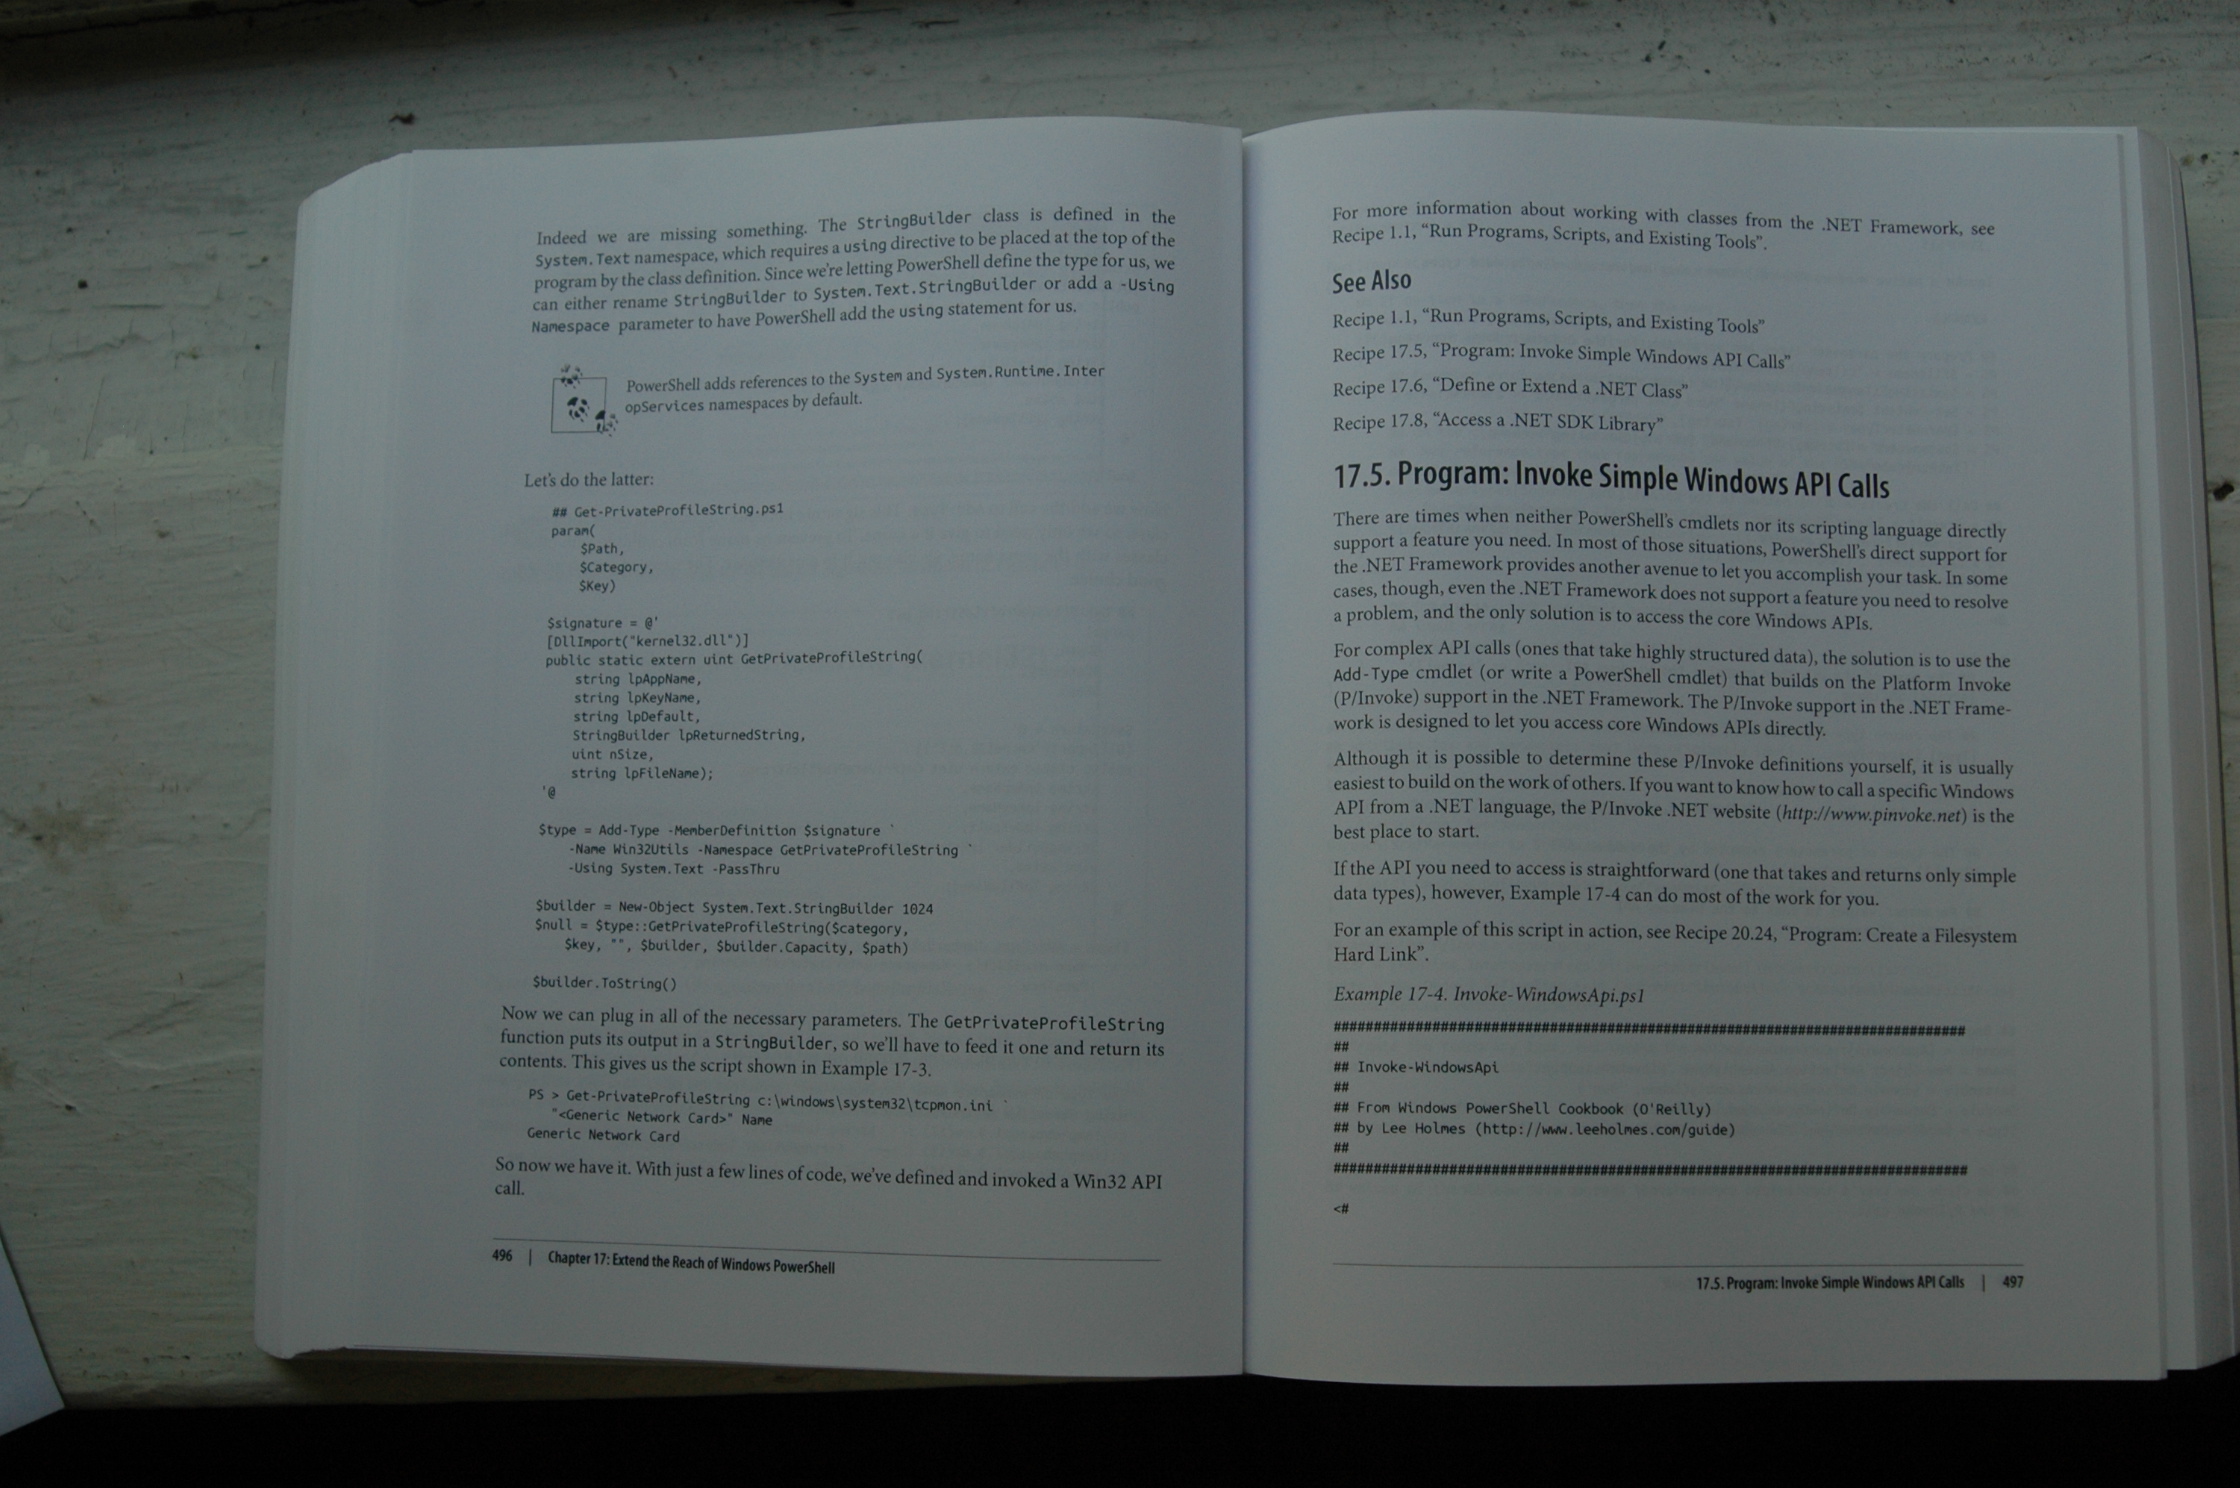 Indeed we are missing something. The StringBuilder class is defined in the
System.Text namespace, which requires a using directive to be placed at the top of the
program by the class definition. Since we're letting PowerShell define the type for us, we
can either rename StringBuilder to System.Text.StringBuilder or add a -Using
Namespace parameter to have PowerShell add the using statement for us.
PowerShell adds references to the System and System.Runtime.Inter
opServices namespaces by default.
Let's do the latter:
## Get-PrivateProfileString.ps1
param(
$Path,
$Category,
$Key)
$signature = @'
[DllImport("kernel32.dll")]
public static extern uint GetPrivateProfileString(
string lpAppName,
string lpKeyName,
string lpDefault,
StringBuilder lpReturnedString,
uint nSize,
string lpFileName);
'@
$type = Add-Type -MemberDefinition $signature `
-Name Win32Utils -Namespace GetPrivateProfileString `
-Using System.Text -PassThru
$builder = New-Object System.Text.StringBuilder 1024
$null = $type::GetPrivateProfileString($category,
$key, "", $builder, $builder.Capacity, $path)
$builder.ToString()
Now we can plug in all of the necessary parameters. The GetPrivateProfileString
function puts its output in a StringBuilder, so we'll have to feed it one and return its
contents. This gives us the script shown in Example 17-3.
PS > Get-PrivateProfileString c:\windows\system32\tcpmon.ini `
"<Generic Network Card>" Name
Generic Network Card
So now we have it. With just a few lines of code, we've defined and invoked a Win32 API
call.
496 | Chapter 17: Extend the Reach of Windows PowerShell
For more information about working with classes from the .NET Framework, see
Recipe 1.1, “Run Programs, Scripts, and Existing Tools”.
See Also
Recipe 1.1, “Run Programs, Scripts, and Existing Tools”
Recipe 17.5, “Program: Invoke Simple Windows API Calls”
Recipe 17.6, “Define or Extend a .NET Class”
Recipe 17.8, “Access a .NET SDK Library”
17.5. Program: Invoke Simple Windows API Calls
There are times when neither PowerShell's cmdlets nor its scripting language directly
support a feature you need. In most of those situations, PowerShell's direct support for
the .NET Framework provides another avenue to let you accomplish your task. In some
cases, though, even the .NET Framework does not support a feature you need to resolve
a problem, and the only solution is to access the core Windows APIs.
For complex API calls (ones that take highly structured data), the solution is to use the
Add-Type cmdlet (or write a PowerShell cmdlet) that builds on the Platform Invoke
(P/Invoke) support in the .NET Framework. The P/Invoke support in the .NET Frame-
work is designed to let you access core Windows APIs directly.
Although it is possible to determine these P/Invoke definitions yourself, it is usually
easiest to build on the work of others. If you want to know how to call a specific Windows
API from a .NET language, the P/Invoke .NET website (http://www.pinvoke.net) is the
best place to start.
If the API you need to access is straightforward (one that takes and returns only simple
data types), however, Example 17-4 can do most of the work for you.
For an example of this script in action, see Recipe 20.24, “Program: Create a Filesystem
Hard Link”.
Example 17-4. Invoke-WindowsApi.ps1
##############################################################################
##
## Invoke-WindowsApi
##
## From Windows PowerShell Cookbook (O'Reilly)
## by Lee Holmes (http://www.leeholmes.com/guide)
##
##############################################################################
<#
17.5. Program: Invoke Simple Windows API Calls | 497